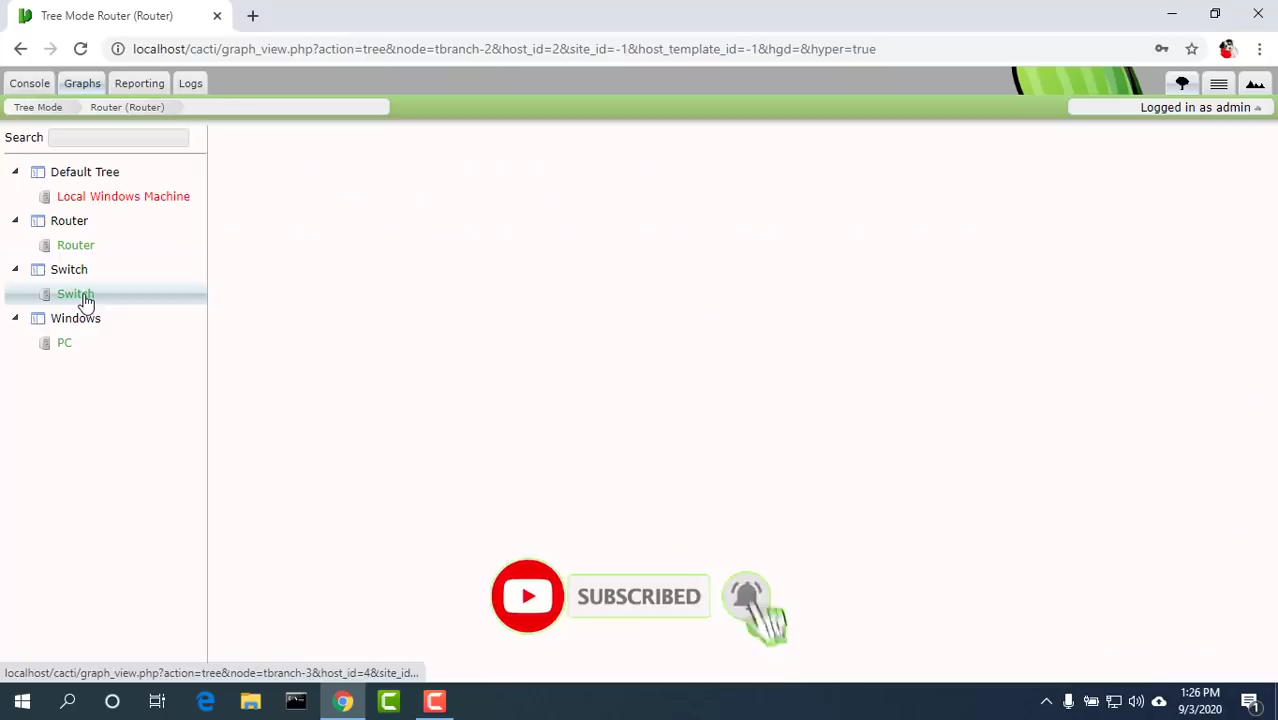 Tree Mode Router (Router)
localhost/cacti/graph_view.php?action=tree&node=tbranch-2&host_id=2&site_id=-1&host_template_id=-1&hgd=&hyper=true
Console Graphs Reporting Logs
Tree Mode Router (Router) Logged in as admin
Search
Default Tree
Local Windows Machine
Router
Router
Switch
Switch
Windows
PC
SUBSCRIBED
localhost/cacti/graph_view.php?action=tree&node=tbranch-3&host_id=4&site_id...
1:26 PM
9/3/2020
1